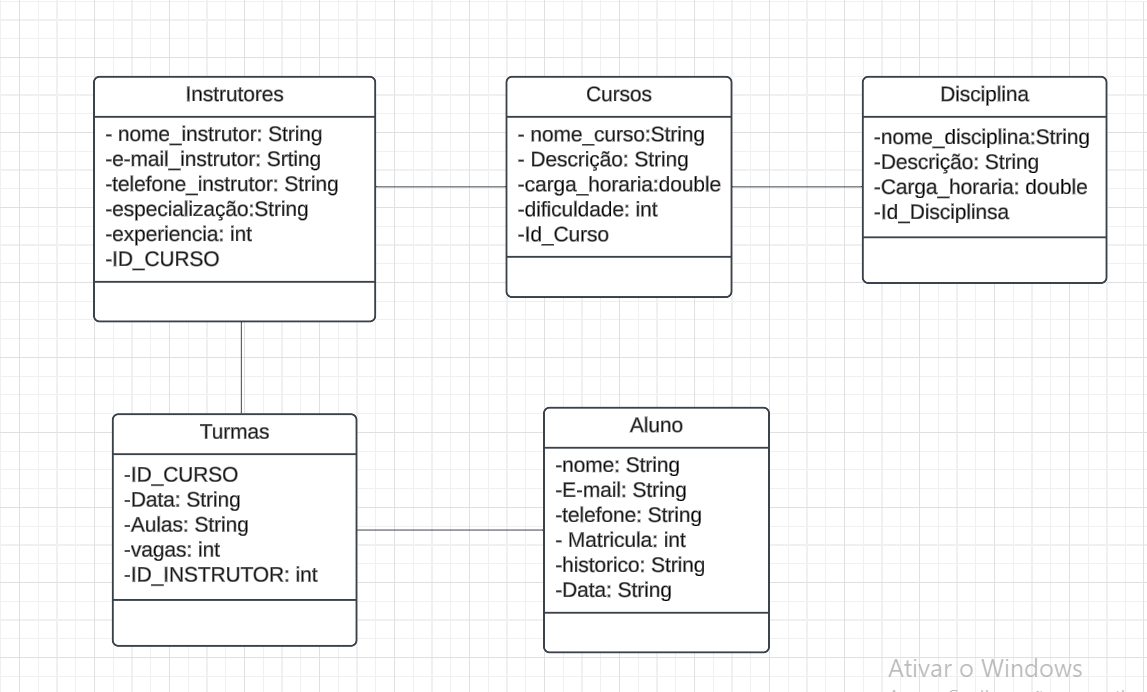 Instrutores
- nome_instrutor: String
-e-mail_instrutor: Srting
-telefone_instrutor: String
-especialização:String
-experiencia: int
-ID_CURSO
Cursos
- nome_curso:String
- Descrição: String
-carga_horaria:double
-dificuldade: int
-Id_Curso
Disciplina
-nome_disciplina:String
-Descrição: String
-Carga_horaria: double
-Id_Disciplinsa
Turmas
-ID_CURSO
-Data: String
-Aulas: String
-vagas: int
-ID_INSTRUTOR: int
Aluno
-nome: String
-E-mail: String
-telefone: String
- Matricula: int
-historico: String
-Data: String
Ativar o Windows